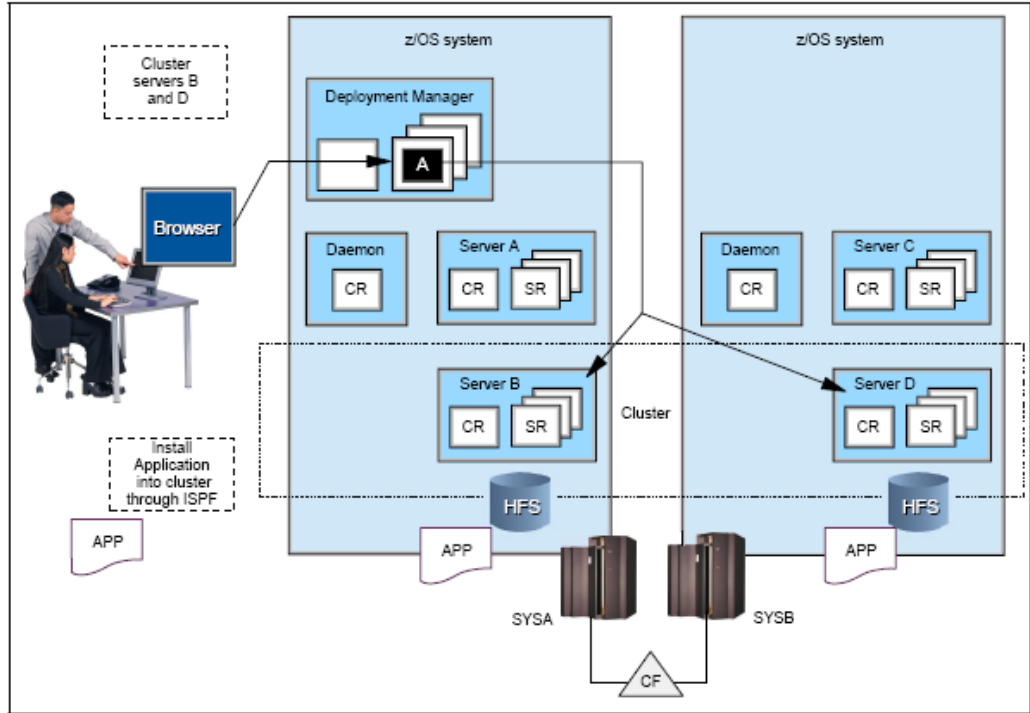 z/OS system
z/OS system
Cluster
servers B
and D
Deployment Manager
A
Browser
Daemon
CR
Server A
CR
SR
Daemon
CR
Server C
CR
SR
Server B
CR
SR
Cluster
Server D
CR
SR
Install
Application
into cluster
through ISPF
HFS
HFS
APP
APP
APP
SYSA
SYSB
CF